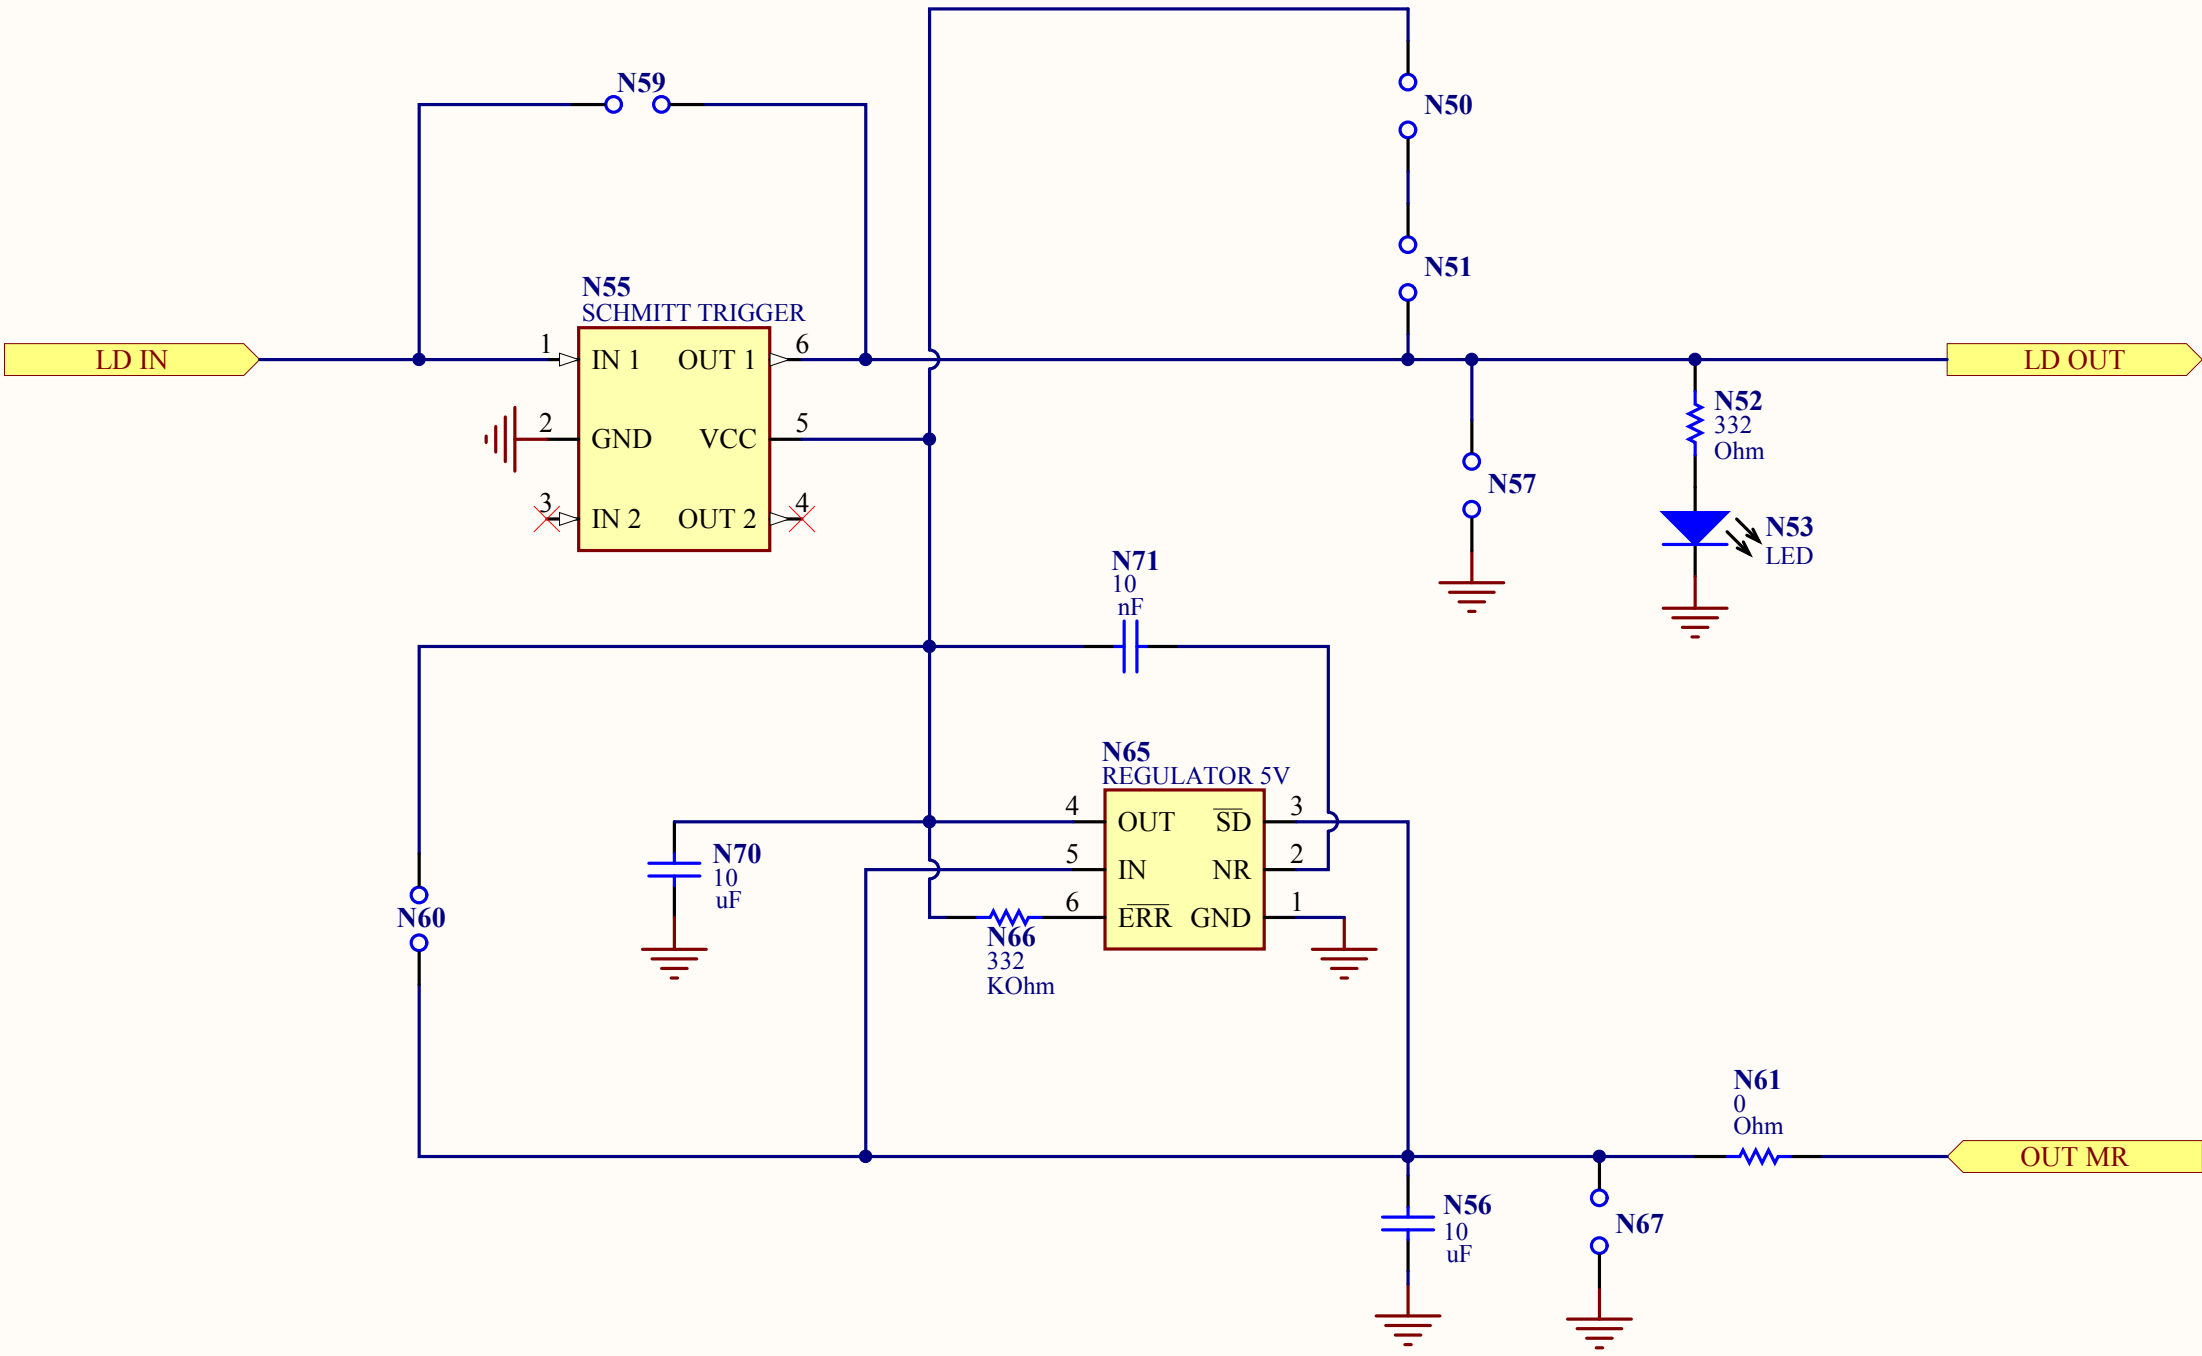 N59
N50
N51
N55
SCHMITT TRIGGER
LD IN
1
IN 1
OUT 1
6
LD OUT
2
GND
VCC
5
3
IN 2
OUT 2
4
N52
332
Ohm
N57
N53
LED
N71
10
nF
N65
REGULATOR 5V
4
OUT
SD
3
5
IN
NR
2
6
ERR
GND
1
N70
10
uF
N60
N66
332
KOhm
N61
0
Ohm
OUT MR
N56
10
uF
N67